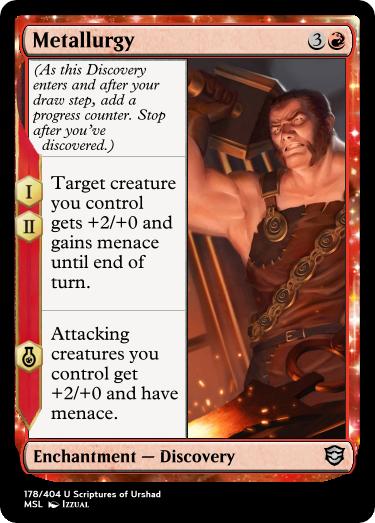 Metallurgy 3
(As this Discovery
enters and after your
draw step, add a
progress counter. Stop
after you've
discovered.)
I
II
Target creature
you control
gets +2/+0 and
gains menace
until end of
turn.
Attacking
creatures you
control get
+2/+0 and have
menace.
Enchantment — Discovery
178/404 U Scriptures of Urshad
MSL Izzual